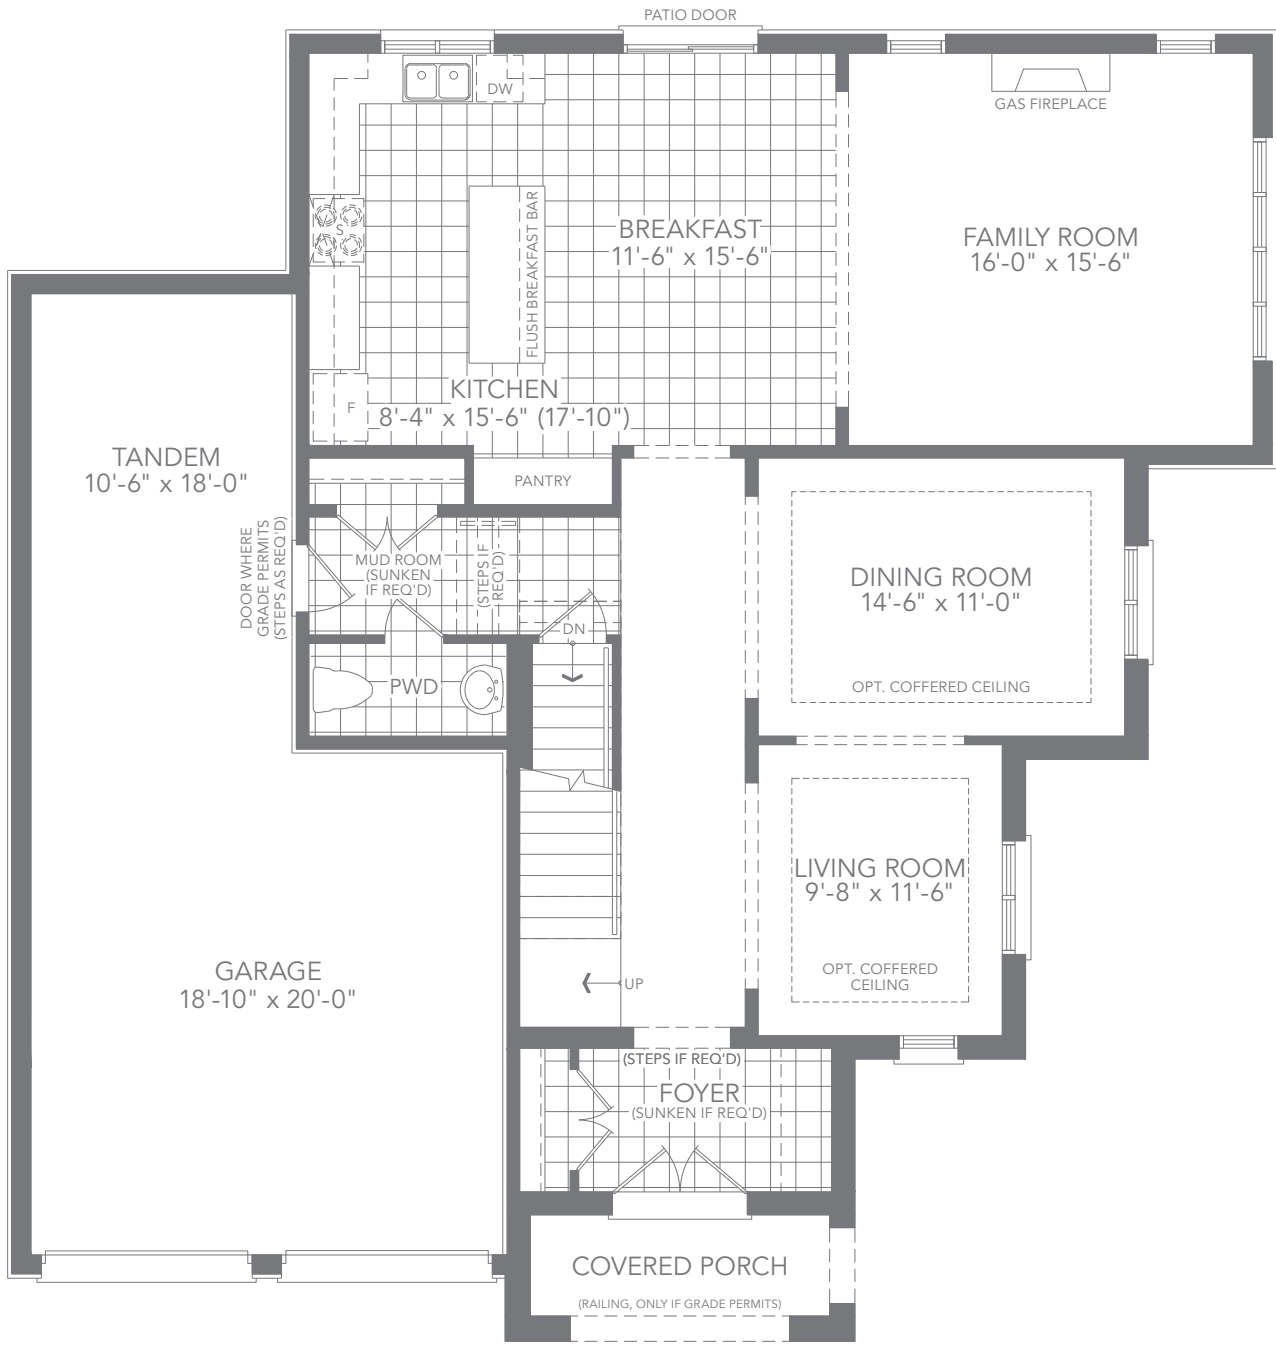 PATIO DOOR
DW
GAS FIREPLACE
S
FLUSH BREAKFAST BAR
BREAKFAST
11'-6" x 15'-6"
FAMILY ROOM
16'-0" x 15'-6"
KITCHEN
8'-4" x 15'-6" (17'-10")
F
TANDEM
10'-6" x 18'-0"
PANTRY
DOOR WHERE
GRADE PERMITS
(STEPS AS REQ'D)
MUD ROOM
(SUNKEN
IF REQ'D)
(STEPS IF
REQ'D)
DINING ROOM
14'-6" x 11'-0"
OPT. COFFERED CEILING
DN
PWD
LIVING ROOM
9'-8" x 11'-6"
OPT. COFFERED
CEILING
GARAGE
18'-10" x 20'-0"
UP
(STEPS IF REQ'D)
FOYER
(SUNKEN IF REQ'D)
COVERED PORCH
(RAILING, ONLY IF GRADE PERMITS)